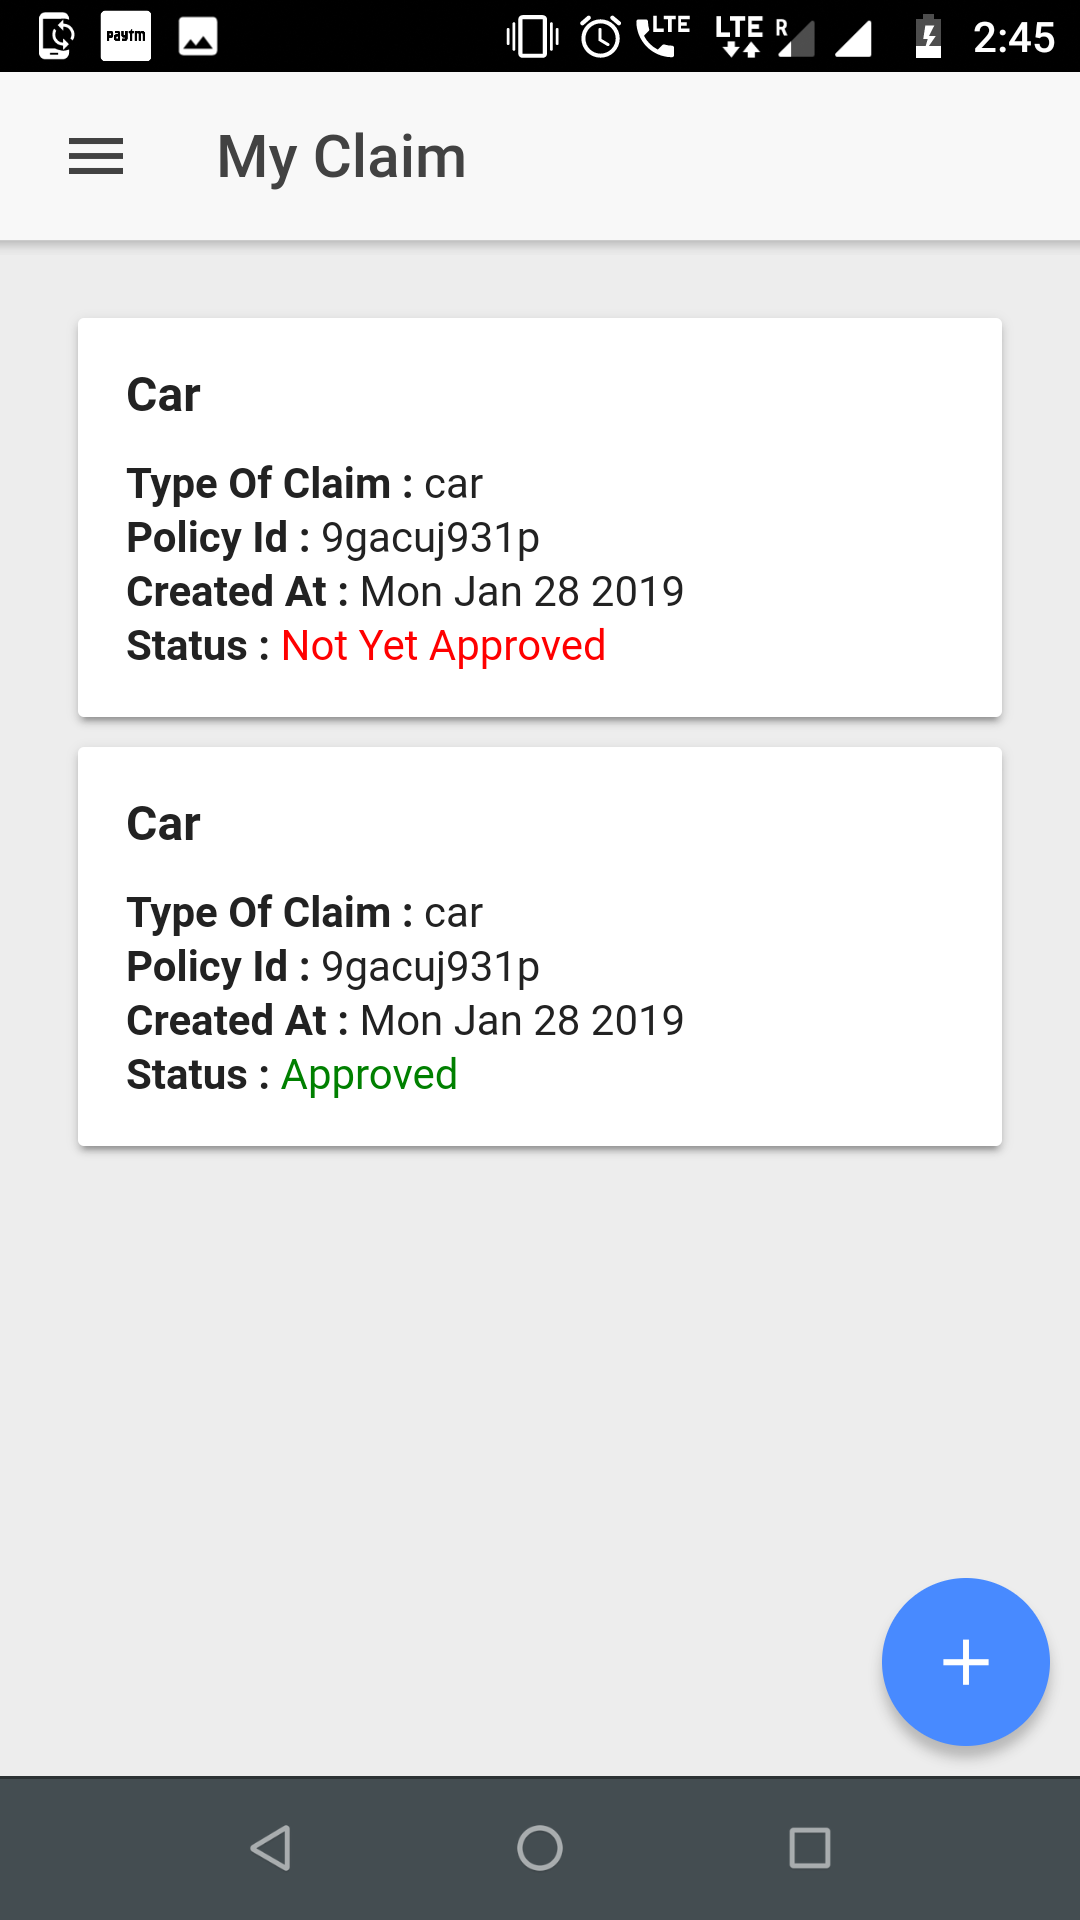 paytm LTE LTE R 2:45
My Claim
Car
Type Of Claim : car
Policy Id : 9gacuj931p
Created At : Mon Jan 28 2019
Status : Not Yet Approved
Car
Type Of Claim : car
Policy Id : 9gacuj931p
Created At : Mon Jan 28 2019
Status : Approved